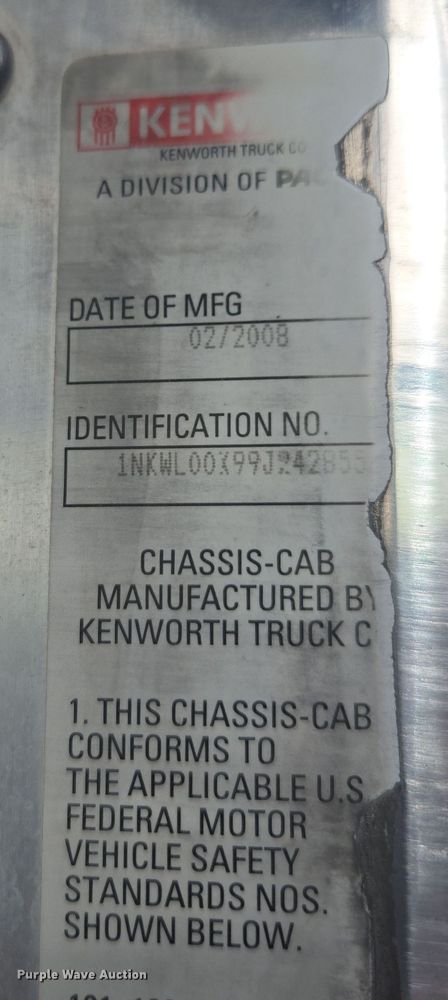 KENW
KENWORTH TRUCK CO
A DIVISION OF PAC
DATE OF MFG
02/2008
IDENTIFICATION NO.
1NKWL00X99J242855
CHASSIS-CAB
MANUFACTURED BY
KENWORTH TRUCK C
1. THIS CHASSIS-CAB
CONFORMS TO
THE APPLICABLE U.S.
FEDERAL MOTOR
VEHICLE SAFETY
STANDARDS NOS.
SHOWN BELOW.
Purple Wave Auction